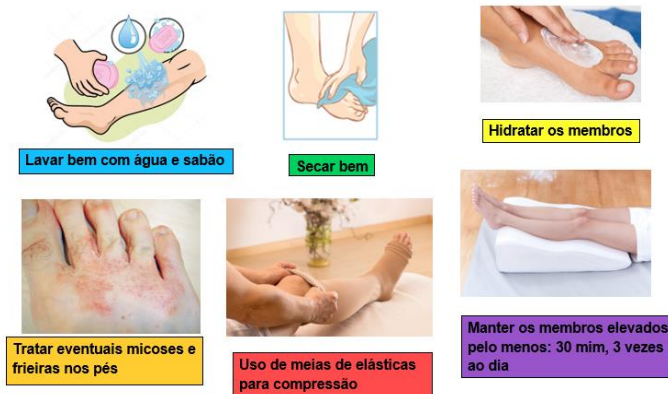 Lavar bem com água e sabão
Secar bem
Hidratar os membros
Tratar eventuais micoses e
frieiras nos pés
Uso de meias de elásticas
para compressão
Manter os membros elevados
pelo menos: 30 mim, 3 vezes
ao dia